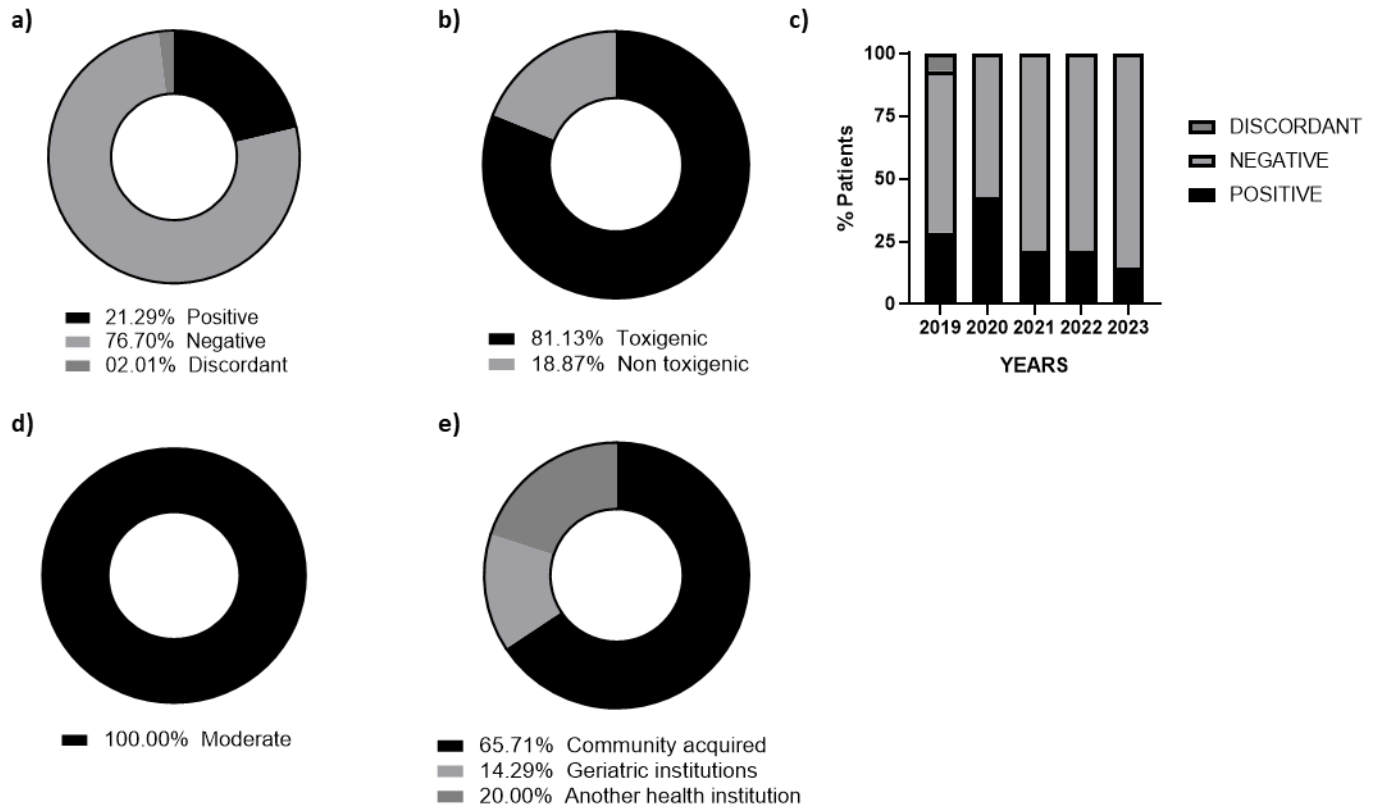 a)
21.29% Positive
76.70% Negative
02.01% Discordant
b)
81.13% Toxigenic
18.87% Non toxigenic
c)
% Patients
100
75
50
25
0
2019 2020 2021 2022 2023
YEARS
DISCORDANT
NEGATIVE
POSITIVE
d)
100.00% Moderate
e)
65.71% Community acquired
14.29% Geriatric institutions
20.00% Another health institution